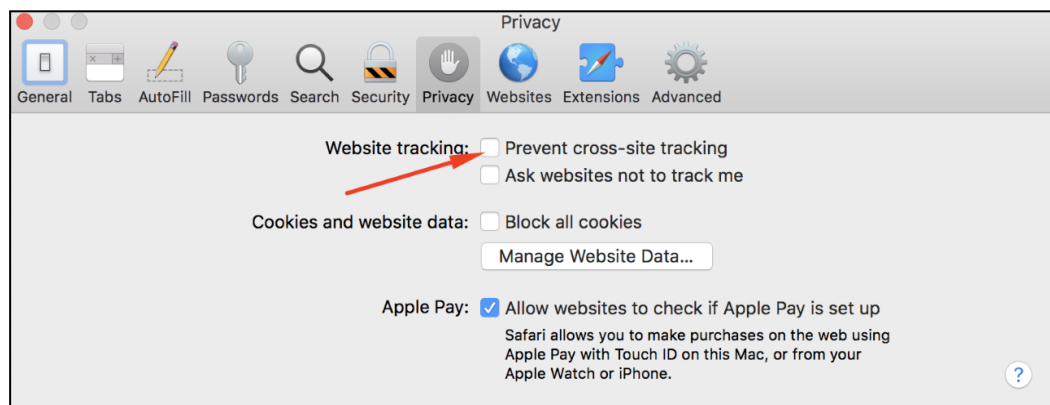 Privacy
General Tabs AutoFill Passwords Search Security Privacy Websites Extensions Advanced
Website tracking: Prevent cross-site tracking
Ask websites not to track me
Cookies and website data: Block all cookies
Manage Website Data...
Apple Pay: Allow websites to check if Apple Pay is set up
Safari allows you to make purchases on the web using
Apple Pay with Touch ID on this Mac, or from your
Apple Watch or iPhone.
?